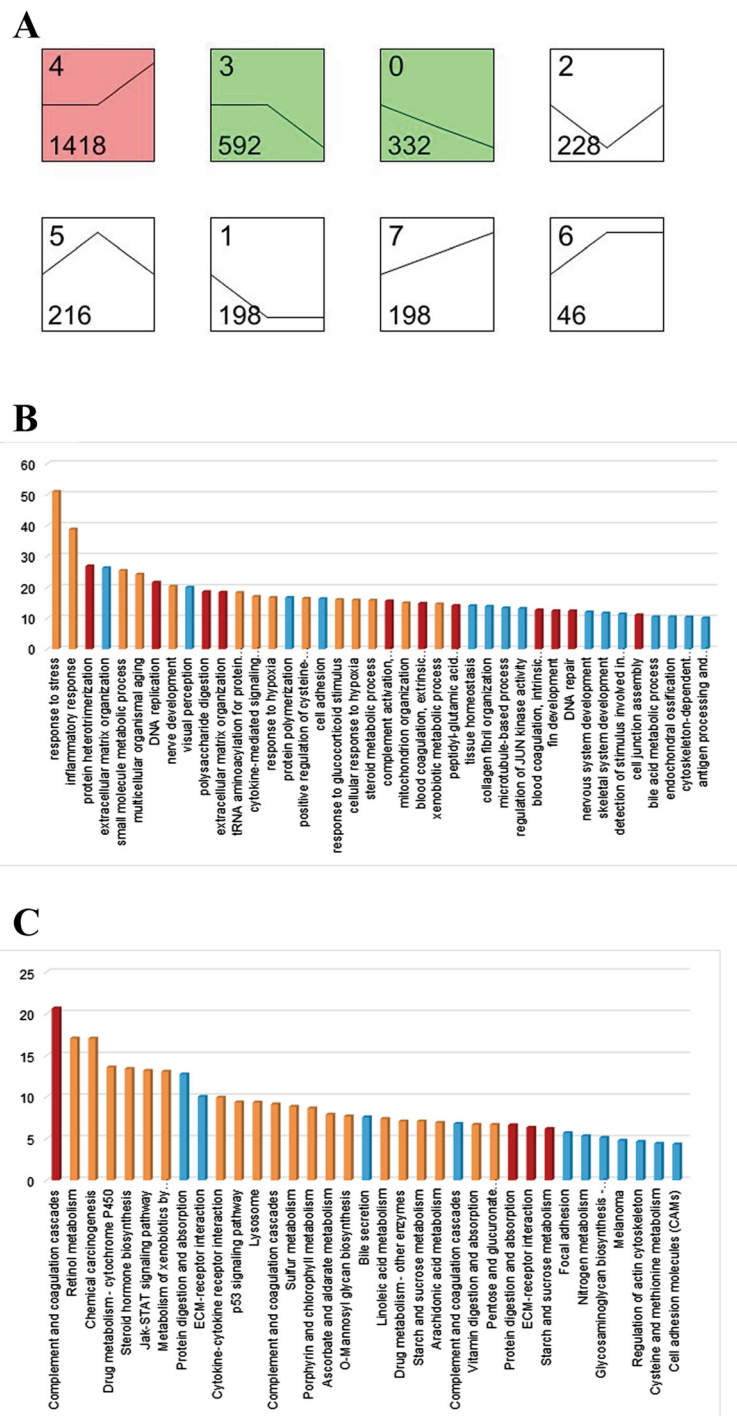 A
4
1418
3
592
0
332
2
228
5
216
1
198
7
198
6
46
B
60
50
40
30
20
10
0
response to stress
inflammatory response
protein heterotrimerization
extracellular matrix organization
small molecule metabolic process
multicellular organismal aging
DNA replication
nerve development
visual perception
polysaccharide digestion
extracellular matrix organization
tRNA aminoacylation for protein...
cytokine-mediated signaling...
response to hypoxia
protein polymerization
positive regulation of cysteine-...
cell adhesion
response to glucocorticoid stimulus
cellular response to hypoxia
steroid metabolic process
complement activation,...
mitochondrion organization
blood coagulation, extrinsic...
xenobiotic metabolic process
peptidyl-glutamic acid...
tissue homeostasis
collagen fibril organization
microtubule-based process
regulation of JUN kinase activity
blood coagulation, intrinsic...
fin development
DNA repair
nervous system development
skeletal system development
detection of stimulus involved in...
cell junction assembly
bile acid metabolic process
endochondral ossification
cytoskeleton-dependent...
antigen processing and...
C
25
20
15
10
5
0
Complement and coagulation cascades
Retinol metabolism
Chemical carcinogenesis
Drug metabolism - cytochrome P450
Steroid hormone biosynthesis
Jak-STAT signaling pathway
Metabolism of xenobiotics by...
Protein digestion and absorption
ECM-receptor interaction
Cytokine-cytokine receptor interaction
p53 signaling pathway
Lysosome
Complement and coagulation cascades
Sulfur metabolism
Porphyrin and chlorophyll metabolism
Ascorbate and aldarate metabolism
O-Mannosyl glycan biosynthesis
Bile secretion
Linoleic acid metabolism
Drug metabolism - other enzymes
Starch and sucrose metabolism
Arachidonic acid metabolism
Complement and coagulation cascades
Vitamin digestion and absorption
Pentose and glucuronate...
Protein digestion and absorption
ECM-receptor interaction
Starch and sucrose metabolism
Focal adhesion
Nitrogen metabolism
Glycosaminoglycan biosynthesis -...
Melanoma
Regulation of actin cytoskeleton
Cysteine and methionine metabolism
Cell adhesion molecules (CAMs)